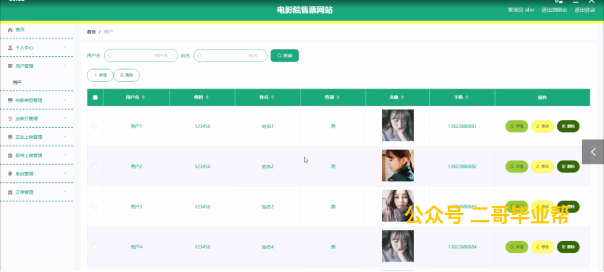 电影院售票网站
管理员 abo 退出到前台 退出登录
首页
个人中心
用户管理
用户
电影类型管理
放映厅管理
正在上映管理
即将上映管理
系统管理
订单管理
首页 / 用户
用户名 用户名 姓名 姓名 查询
新增 删除
用户名 密码 姓名 性别 头像 手机 操作
用户1 123456 姓名1 男 13823888881 详情 修改 删除
用户2 123456 姓名2 男 13823888882 详情 修改 删除
用户3 123456 姓名3 男 13823888883 详情 修改 删除
用户4 123456 姓名4 男 13823888884 详情 修改 删除
公众号 二哥毕业帮